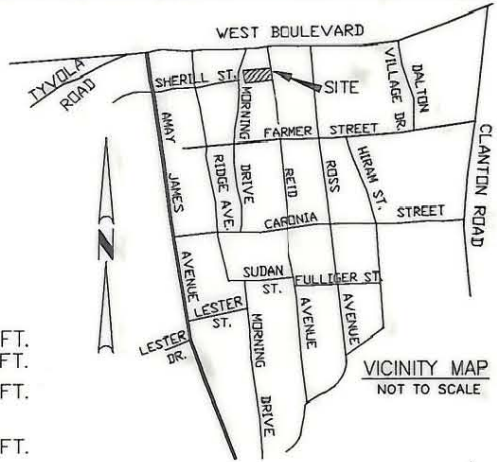 WEST BOULEVARD
TYVOLA
ROAD
SHERILL ST.
SITE
MORNING
DRIVE
VILLAGE DR.
DALTON
FARMER STREET
CLANTON ROAD
AMAY
JAMES
AVENUE
RIDGE AVE.
REID
ROSS
HIRAM ST.
CARONIA STREET
N
SUDAN
ST.
FULLIGER ST.
LESTER
ST.
LESTER
DR.
MORNING
DRIVE
AVENUE
AVENUE
FT.
FT.
FT.
FT.
VICINITY MAP
NOT TO SCALE